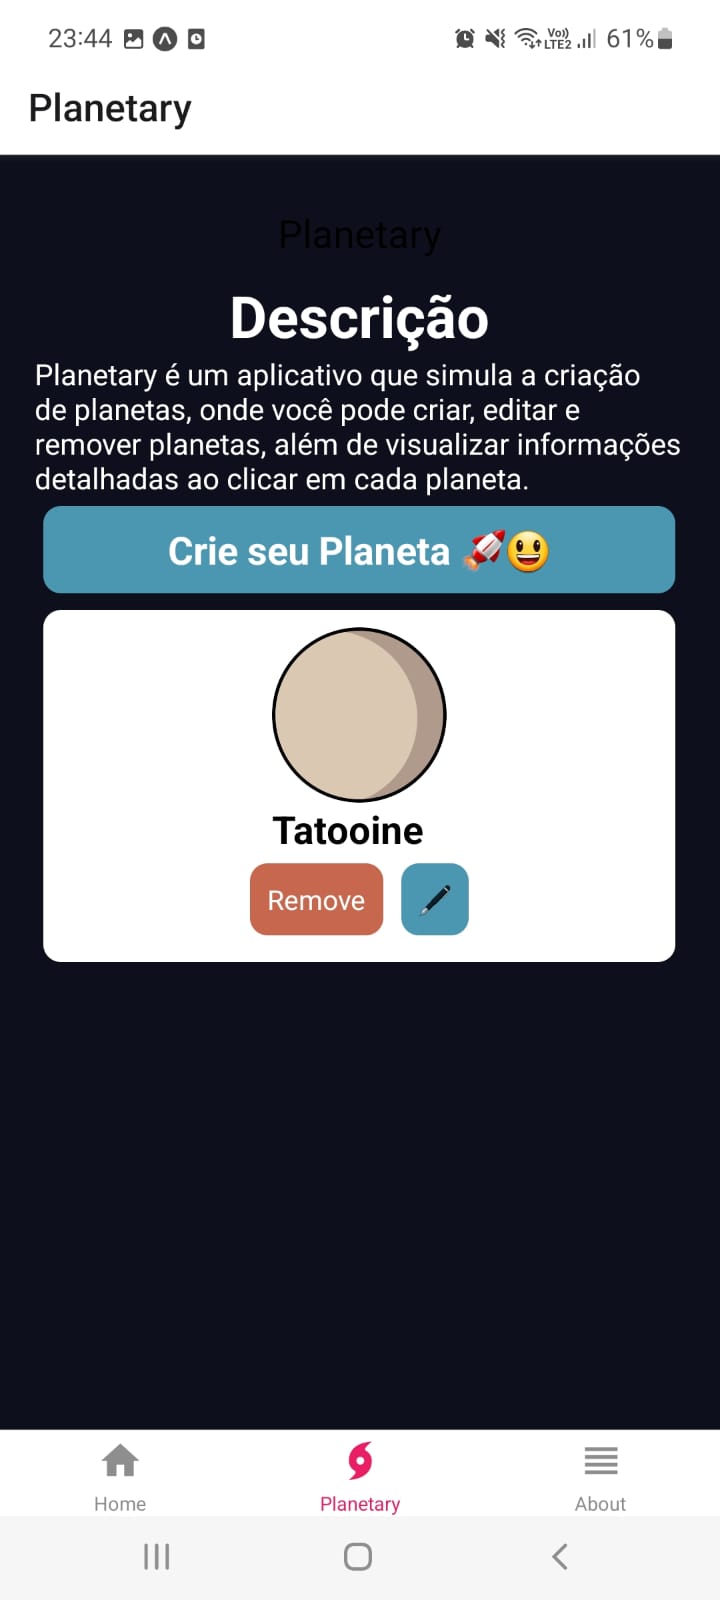 23:44
Vo))
LTE2
61%
Planetary
Planetary
Descrição
Planetary é um aplicativo que simula a criação
de planetas, onde você pode criar, editar e
remover planetas, além de visualizar informações
detalhadas ao clicar em cada planeta.
Crie seu Planeta 🚀😃
Tatooine
Remove
Home
Planetary
About